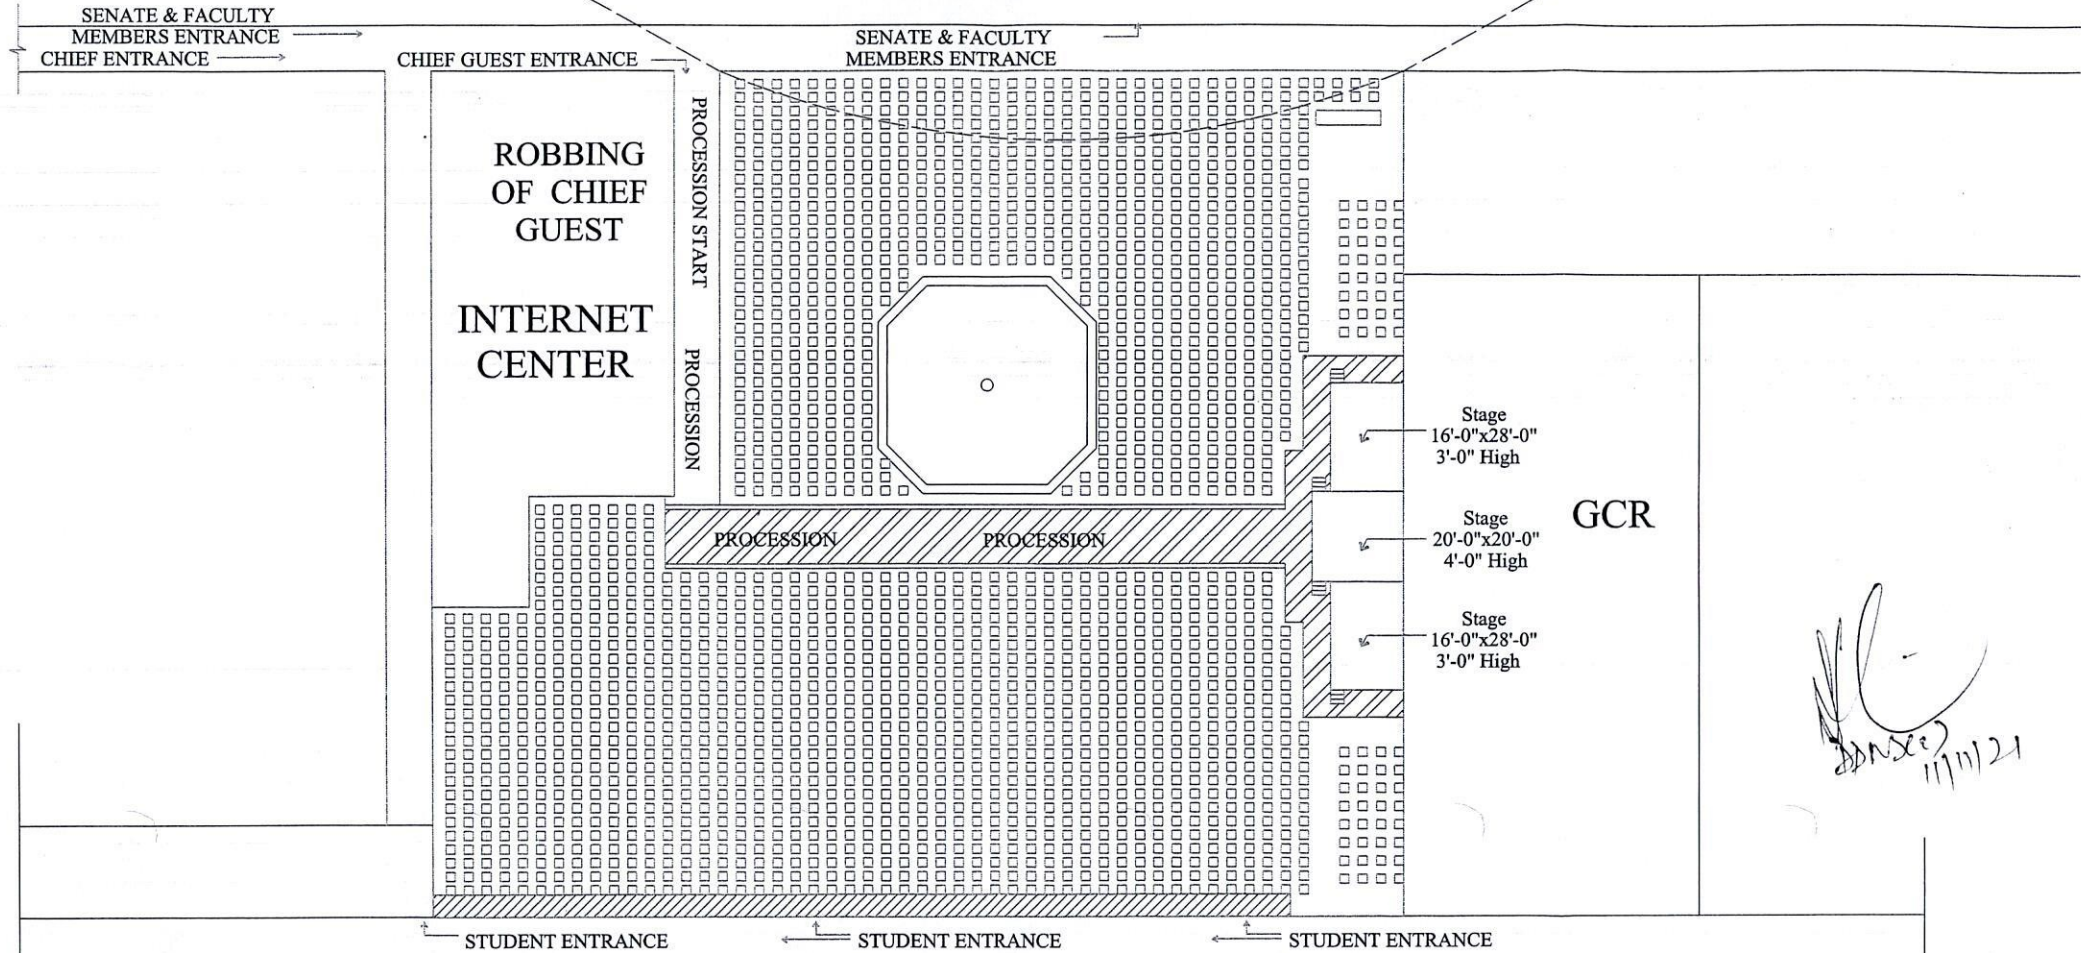 SENATE & FACULTY
MEMBERS ENTRANCE
CHIEF ENTRANCE
CHIEF GUEST ENTRANCE
SENATE & FACULTY
MEMBERS ENTRANCE
PROCESSION START
PROCESSION
ROBBING
OF CHIEF
GUEST
INTERNET
CENTER
PROCESSION
PROCESSION
Stage
16'-0"x28'-0"
3'-0" High
Stage
20'-0"x20'-0"
4'-0" High
Stage
16'-0"x28'-0"
3'-0" High
GCR
11/11/21
STUDENT ENTRANCE
STUDENT ENTRANCE
STUDENT ENTRANCE